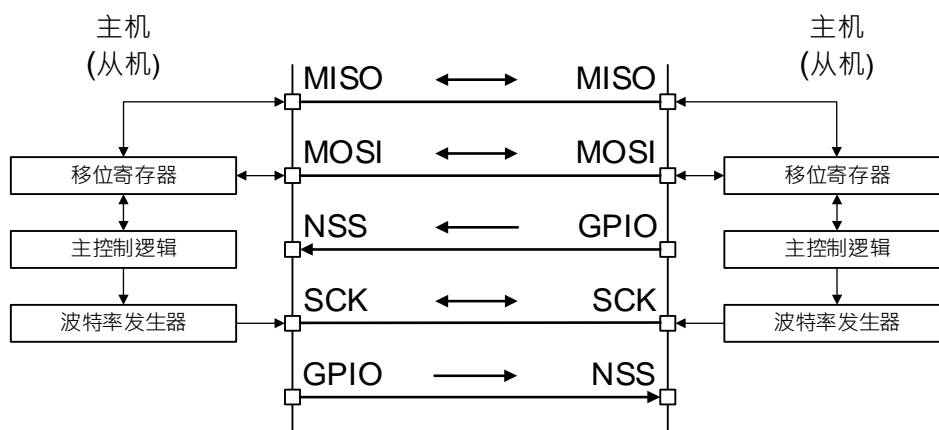 主机
(从机)
主机
(从机)
MISO
MISO
MOSI
MOSI
移位寄存器
移位寄存器
NSS
GPIO
主控制逻辑
主控制逻辑
SCK
SCK
波特率发生器
波特率发生器
GPIO
NSS